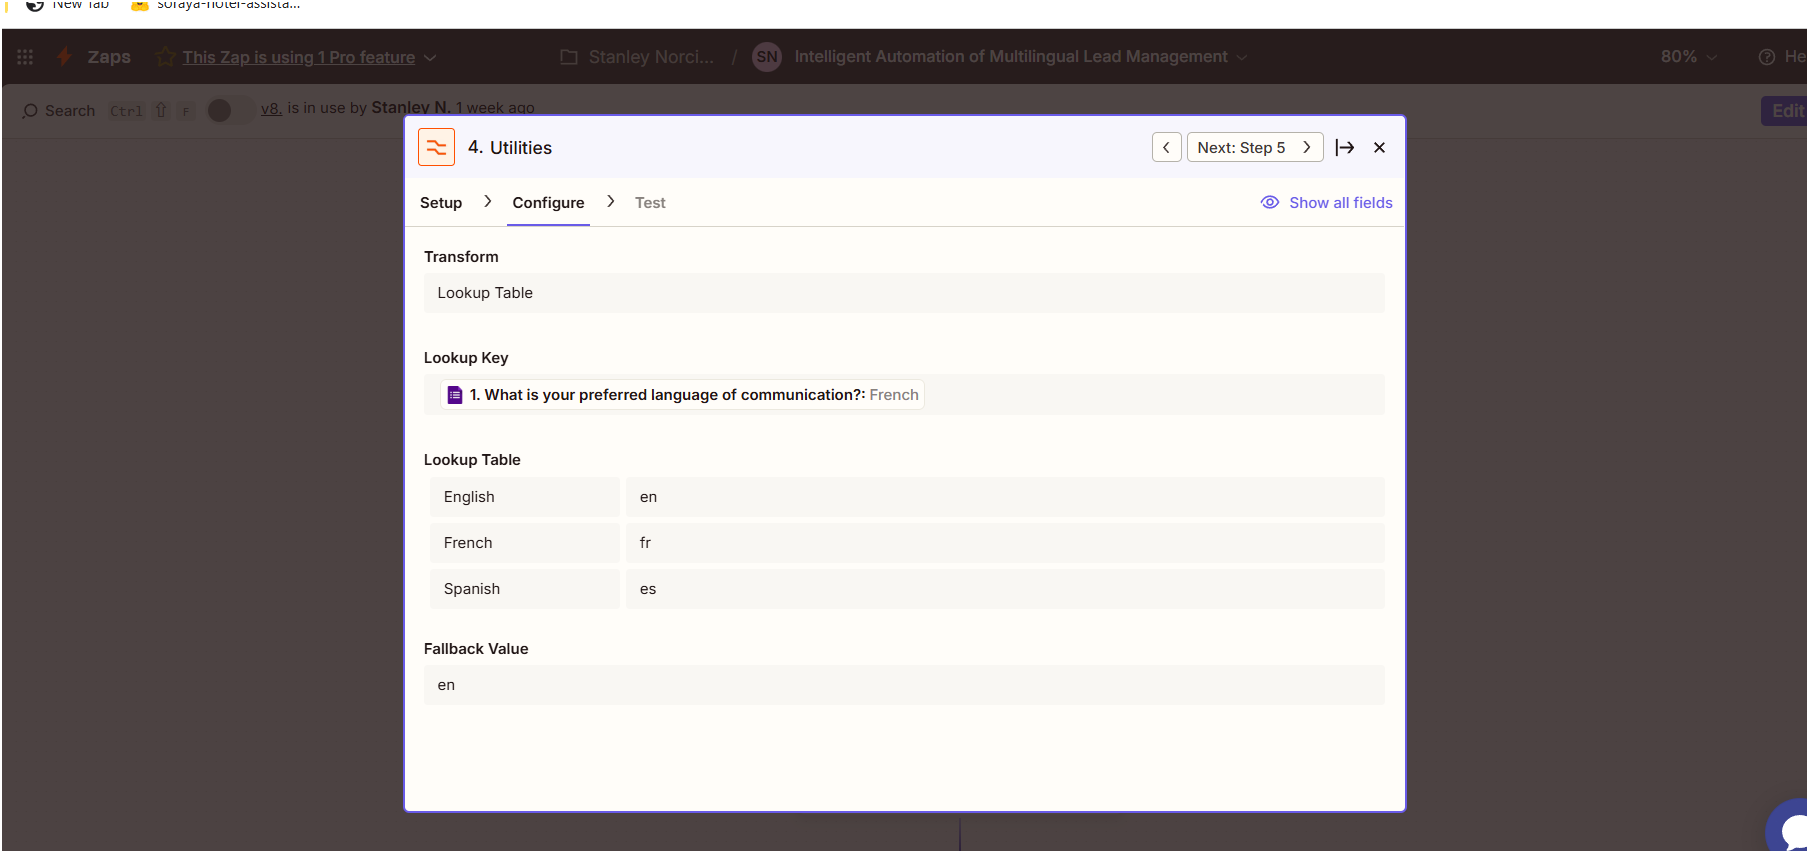 New Tab soraya-hotel-assista...
Zaps This Zap is using 1 Pro feature Stanley Norci... / SN Intelligent Automation of Multilingual Lead Management 80% He
Search Ctrl ⇧ F v8. is in use by Stanley N. 1 week ago Edit
4. Utilities Next: Step 5
Setup Configure Test Show all fields
Transform
Lookup Table
Lookup Key
1. What is your preferred language of communication?: French
Lookup Table
English en
French fr
Spanish es
Fallback Value
en